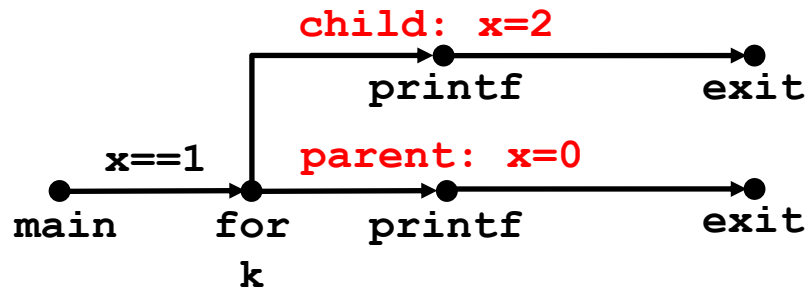 child: x=2
printf exit
x==1 parent: x=0
main for printf exit
k